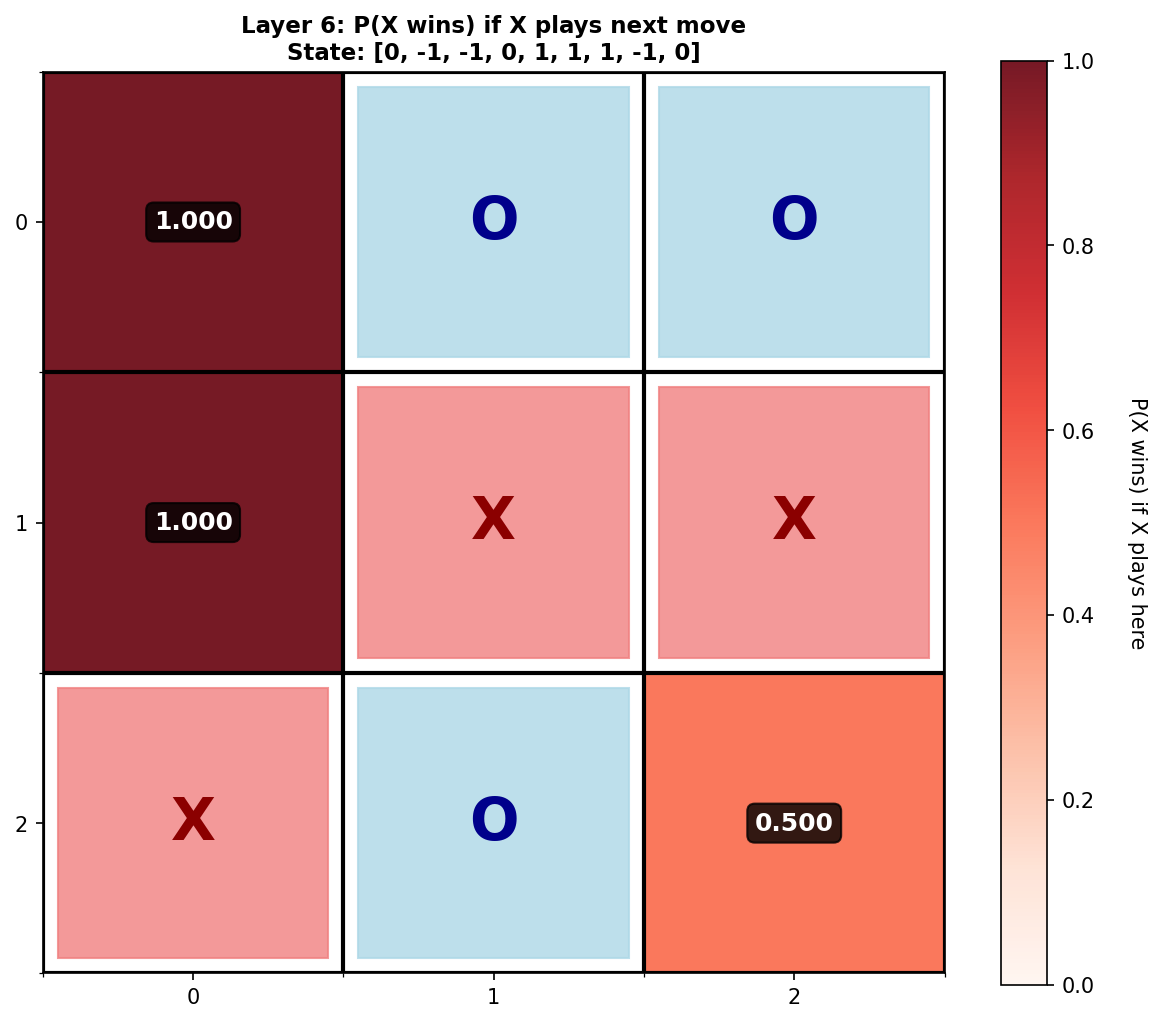 Layer 6: P(X wins) if X plays next move
State: [0, -1, -1, 0, 1, 1, 1, -1, 0]
1.000
O
O
1.000
X
X
X
O
0.500
0
1
2
0
1
2
1.0
0.8
0.6
0.4
0.2
0.0
P(X wins) if X plays here